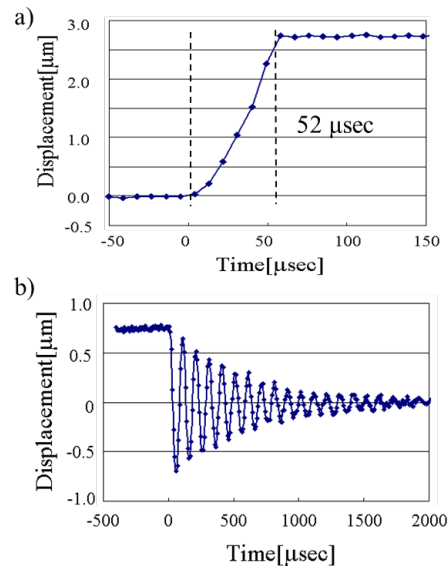 a)
Displacement[μm]
3.0
2.0
1.0
0.0
-0.5
52 μsec
-50 0 50 100 150
Time[μsec]
b)
Displacement[μm]
1.0
0.5
0
-0.5
-1.0
-500 0 500 1000 1500 2000
Time[μsec]